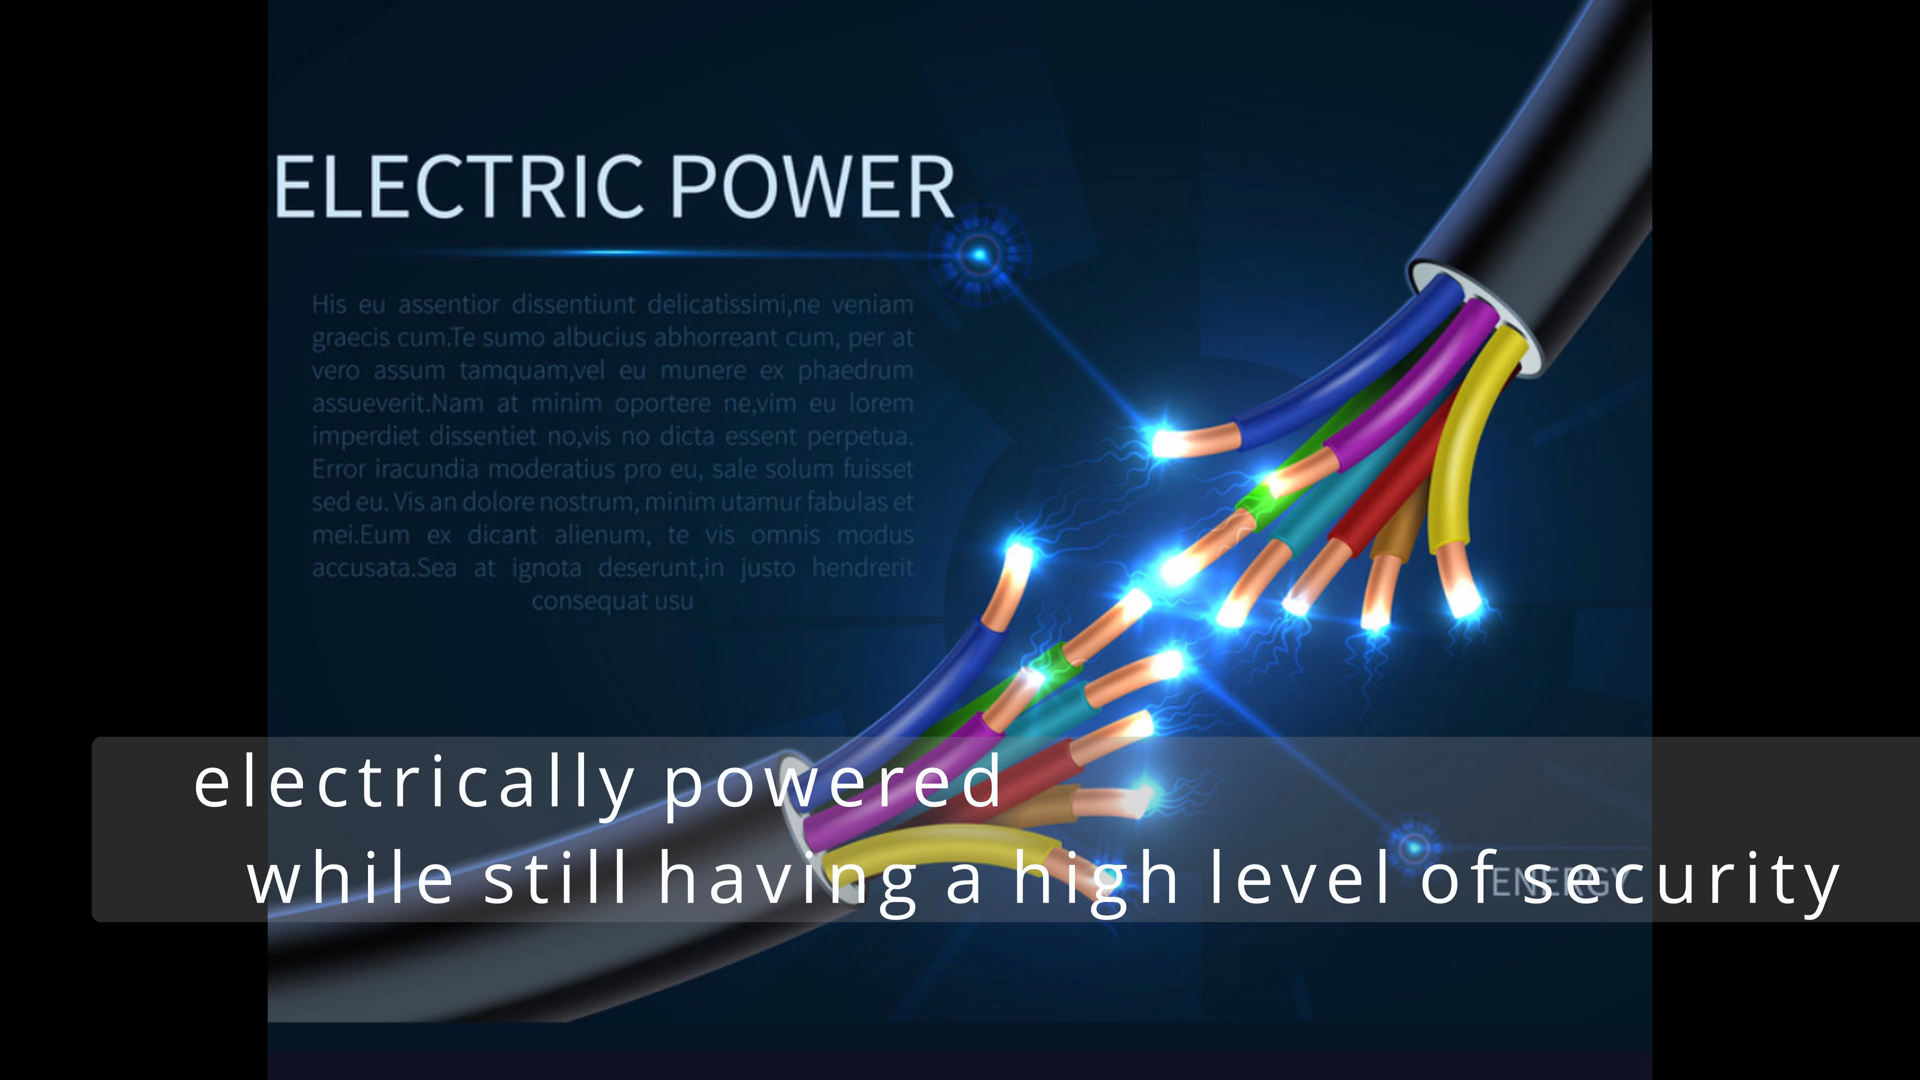 ELECTRIC POWER
His eu assentior dissentiunt delicatissimi,ne veniam
graecis cum.Te sumo albucius abhorreant cum, per at
vero assum tamquam,vel eu munere ex phaedrum
assueverit.Nam at minim oportere ne,vim eu lorem
imperdiet dissentiet no,vis no dicta essent perpetua.
Error iracundia moderatius pro eu, sale solum fuisset
sed eu. Vis an dolore nostrum, minim utamur fabulas et
mei.Eum ex dicant alienum, te vis omnis modus
accusata.Sea at ignota deserunt,in justo hendrerit
consequat usu
electrically powered
while still having a high level of security
ENERGY